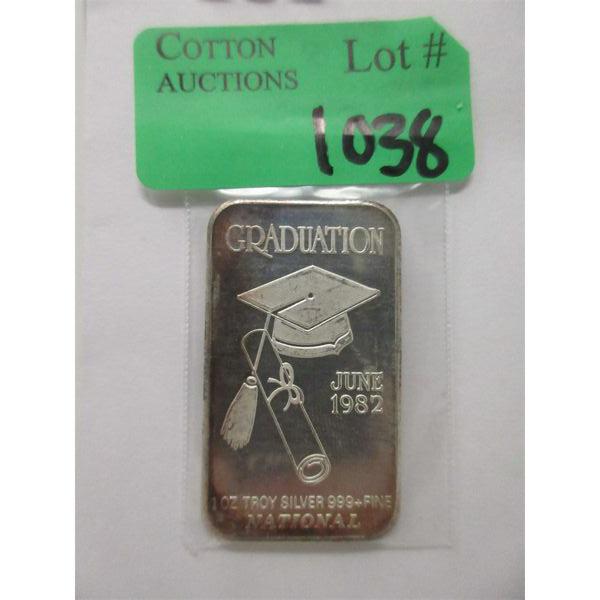 COTTON
AUCTIONS
Lot #
1038
GRADUATION
JUNE
1982
1 OZ TROY SILVER 999+FINE
NATIONAL